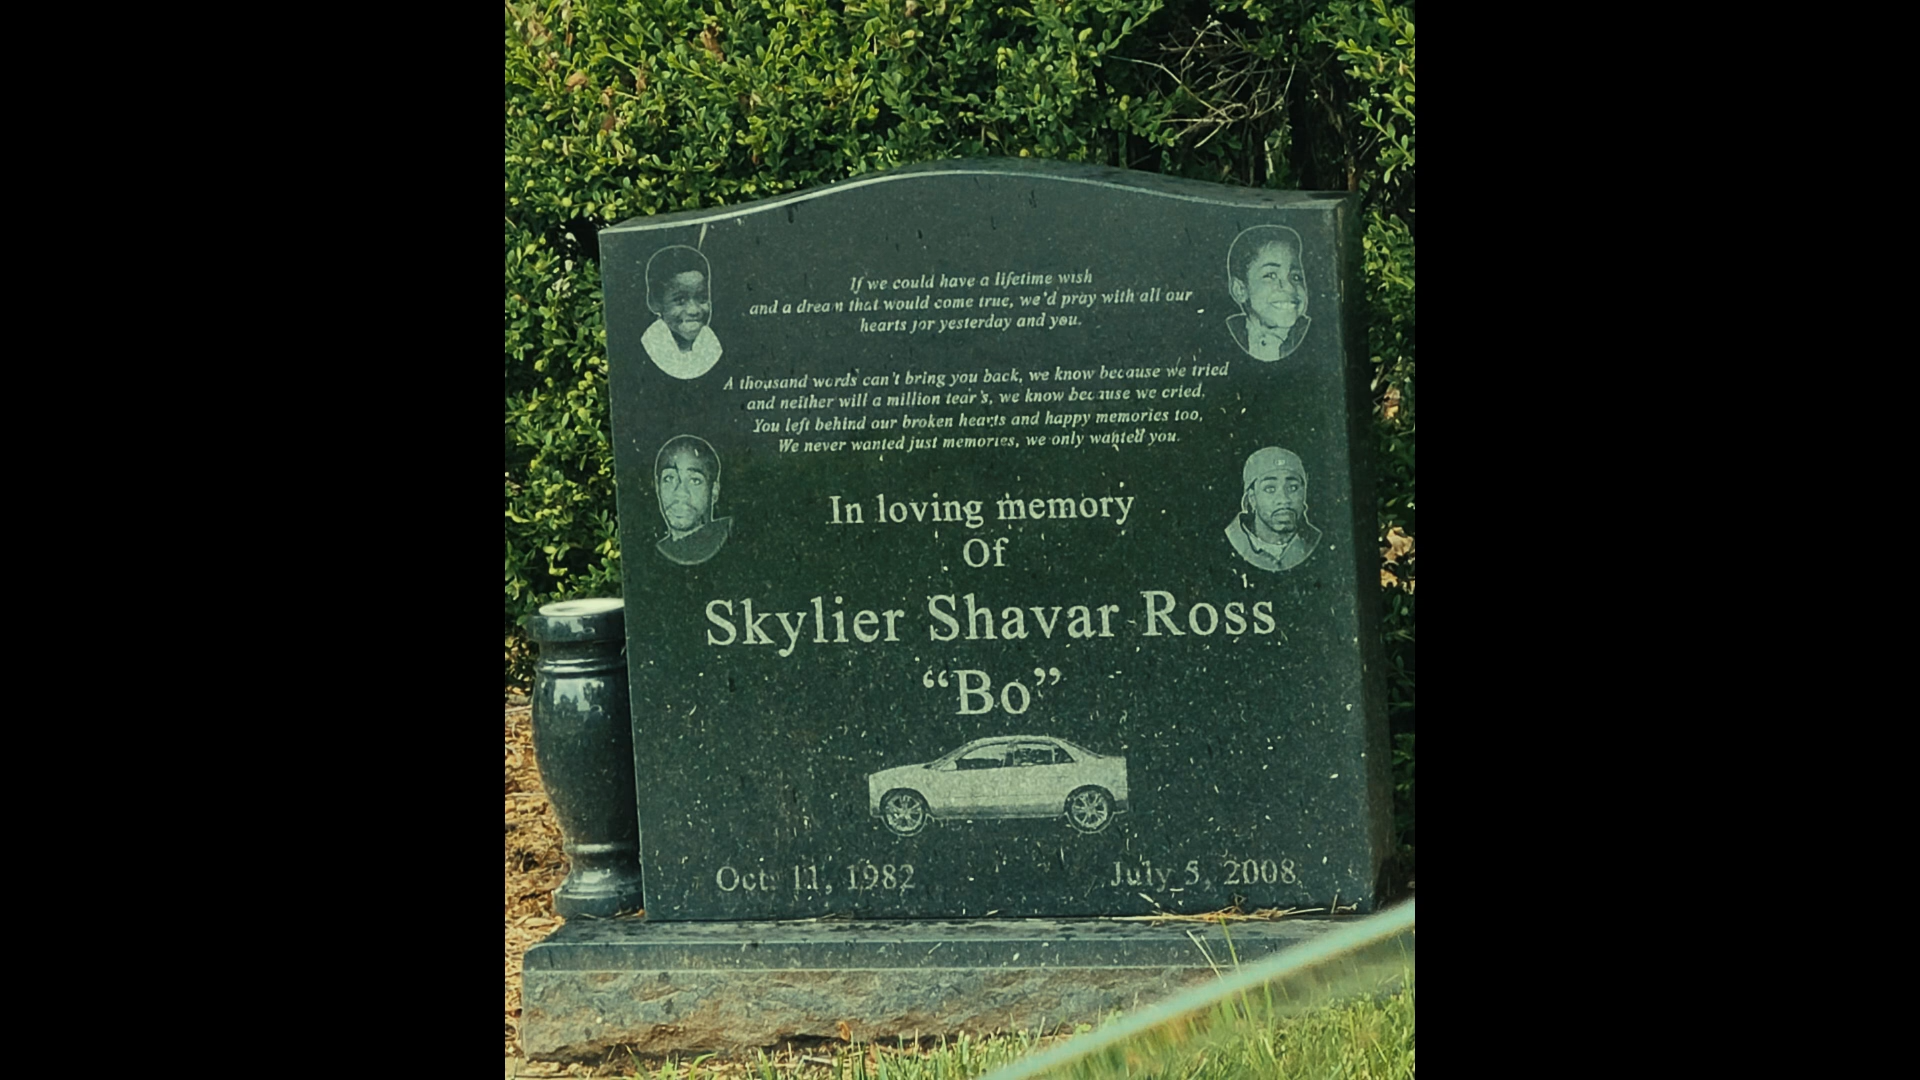 If we could have a lifetime wish
and a dream that would come true, we'd pray with all our
hearts for yesterday and you.
A thousand words can't bring you back, we know because we tried
and neither will a million tear's, we know because we cried,
You left behind our broken hearts and happy memories too,
We never wanted just memories, we only wanted you.
In loving memory
Of
Skylier Shavar Ross
“Bo”
Oct. 11, 1982 July 5, 2008